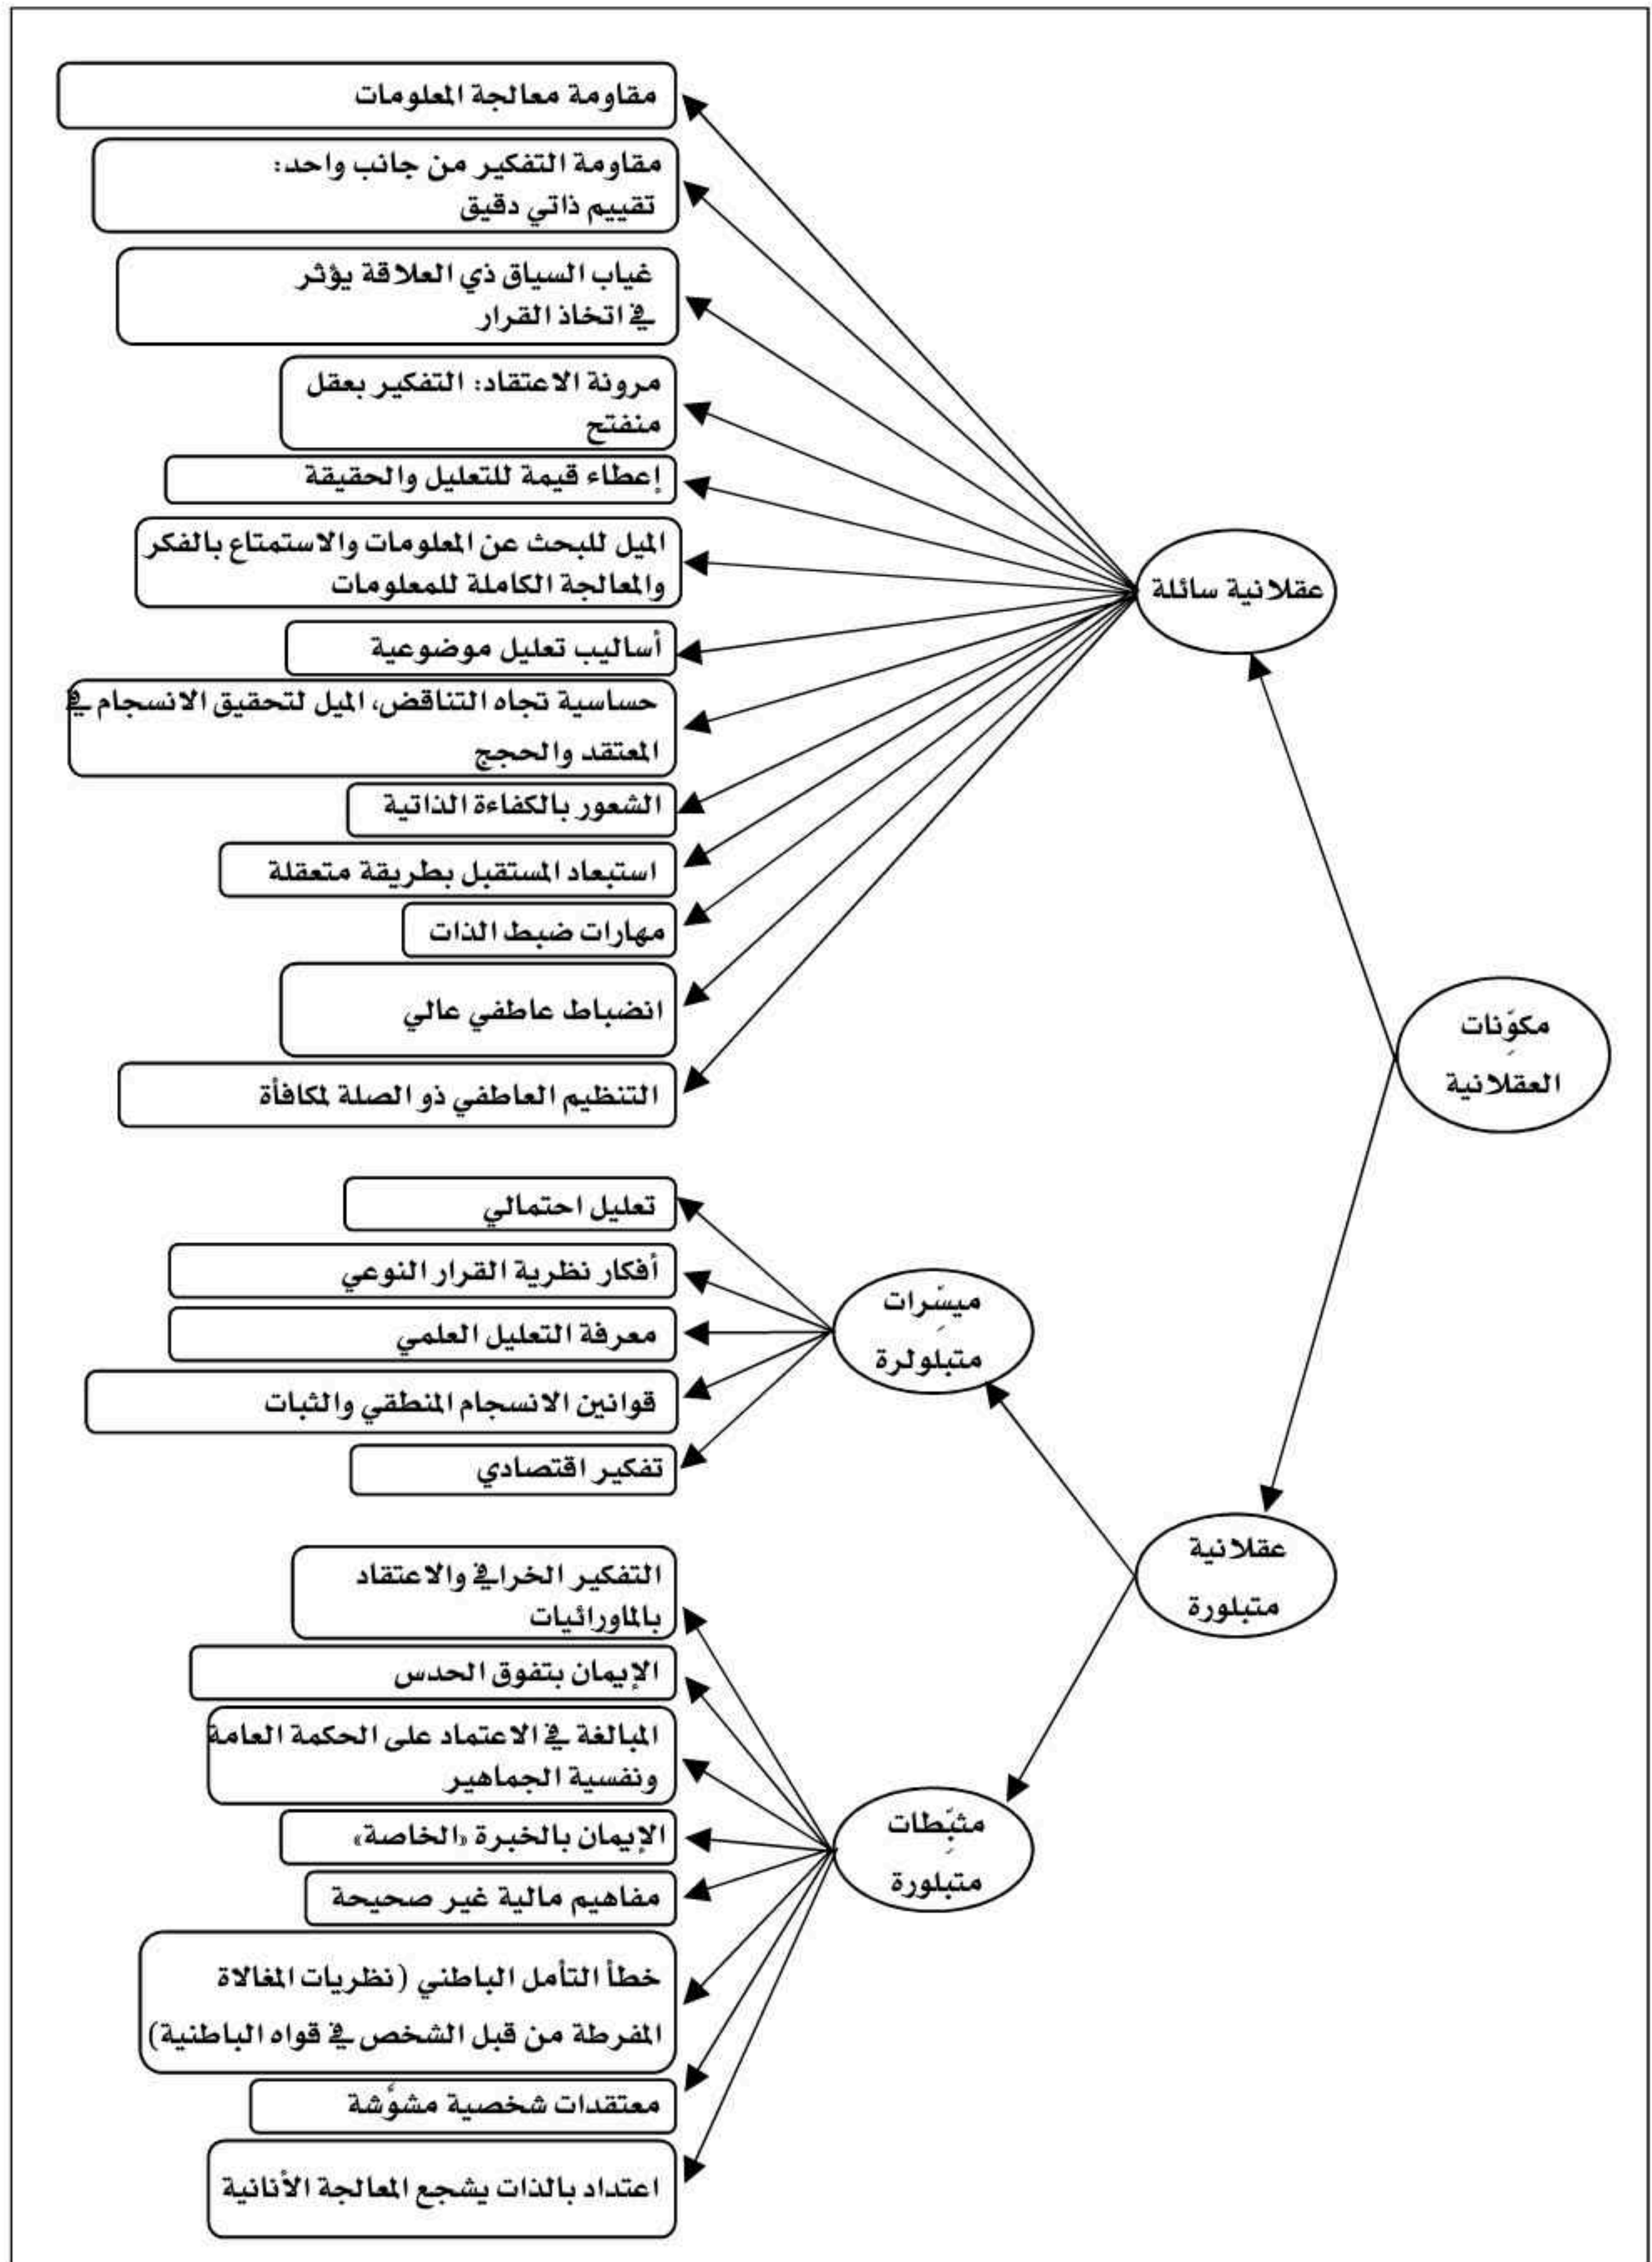 مكوِّنات
العقلانية
عقلانية سائلة
مقاومة معالجة المعلومات
مقاومة التفكير من جانب واحد:
تقييم ذاتي دقيق
غياب السياق ذي العلاقة يؤثر
في اتخاذ القرار
مرونة الاعتقاد: التفكير بعقل
منفتح
إعطاء قيمة للتعليل والحقيقة
الميل للبحث عن المعلومات والاستمتاع بالفكر
والمعالجة الكاملة للمعلومات
أساليب تعليل موضوعية
حساسية تجاه التناقض، الميل لتحقيق الانسجام في
المعتقد والحجج
الشعور بالكفاءة الذاتية
استبعاد المستقبل بطريقة متعقلة
مهارات ضبط الذات
انضباط عاطفي عالي
التنظيم العاطفي ذو الصلة لمكافأة
عقلانية
متبلورة
ميسِّرات
متبلولرة
تعليل احتمالي
أفكار نظرية القرار النوعي
معرفة التعليل العلمي
قوانين الانسجام المنطقي والثبات
تفكير اقتصادي
مثبِّطات
متبلورة
التفكير الخرافي والاعتقاد
بالماورائيات
الإيمان بتفوق الحدس
المبالغة في الاعتماد على الحكمة العامة
ونفسية الجماهير
الإيمان بالخبرة «الخاصة»
مفاهيم مالية غير صحيحة
خطأ التأمل الباطني (نظريات المغالاة
المفرطة من قبل الشخص في قواه الباطنية)
معتقدات شخصية مشوَّشة
اعتداد بالذات يشجع المعالجة الأنانية